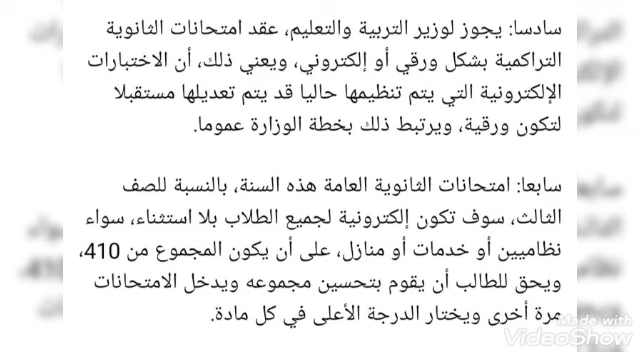 سادسا: يجوز لوزير التربية والتعليم، عقد امتحانات الثانوية
التراكمية بشكل ورقي أو إلكتروني، ويعني ذلك، أن الاختبارات
الإلكترونية التي يتم تنظيمها حاليا قد يتم تعديلها مستقبلا
لتكون ورقية، ويرتبط ذلك بخطة الوزارة عموما.
سابعا: امتحانات الثانوية العامة هذه السنة، بالنسبة للصف
الثالث، سوف تكون إلكترونية لجميع الطلاب بلا استثناء، سواء
نظاميين أو خدمات أو منازل، على أن يكون المجموع من 410،
ويحق للطالب أن يقوم بتحسين مجموعه ويدخل الامتحانات
مرة أخرى ويختار الدرجة الأعلى في كل مادة.
Made with
VideoShow